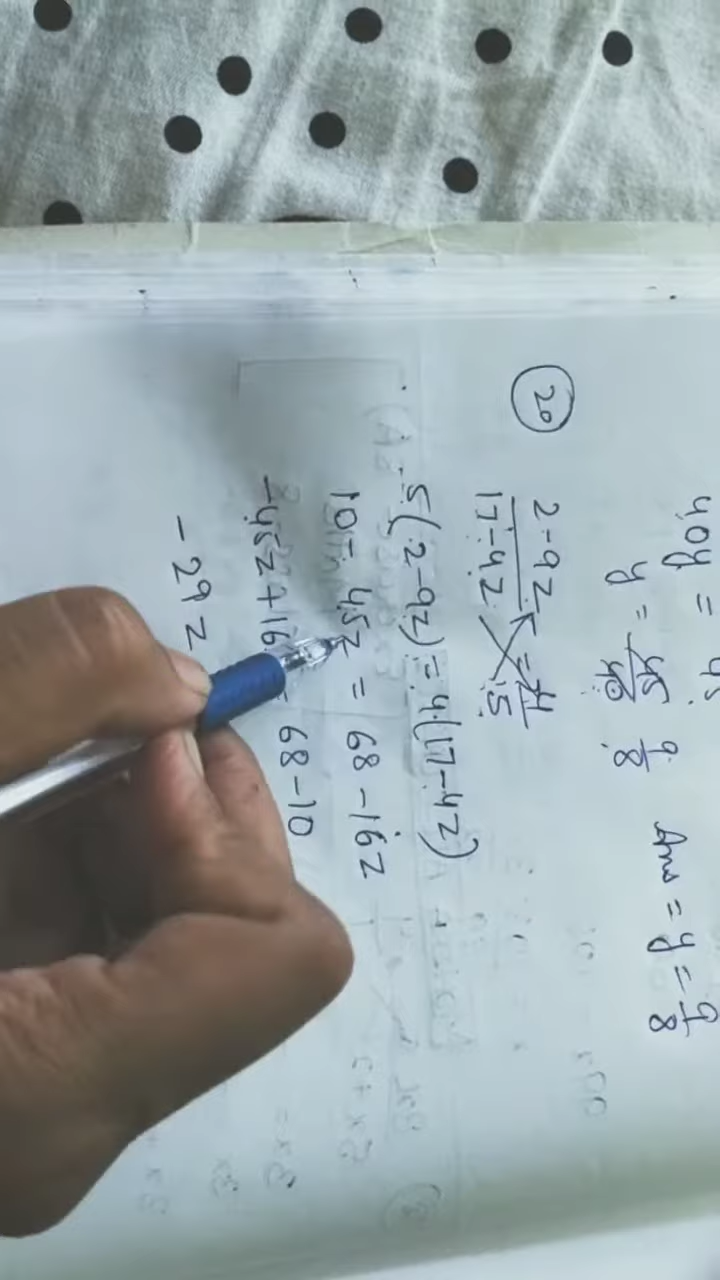 40y = 45
y = 45/40 9/8 Ans = y = 9/8
20
2-9z/17-4z = 4/5
5(2-9z) = 4(17-4z)
10 - 45z = 68 - 16z
-45z + 16 = 68 - 10
-29z